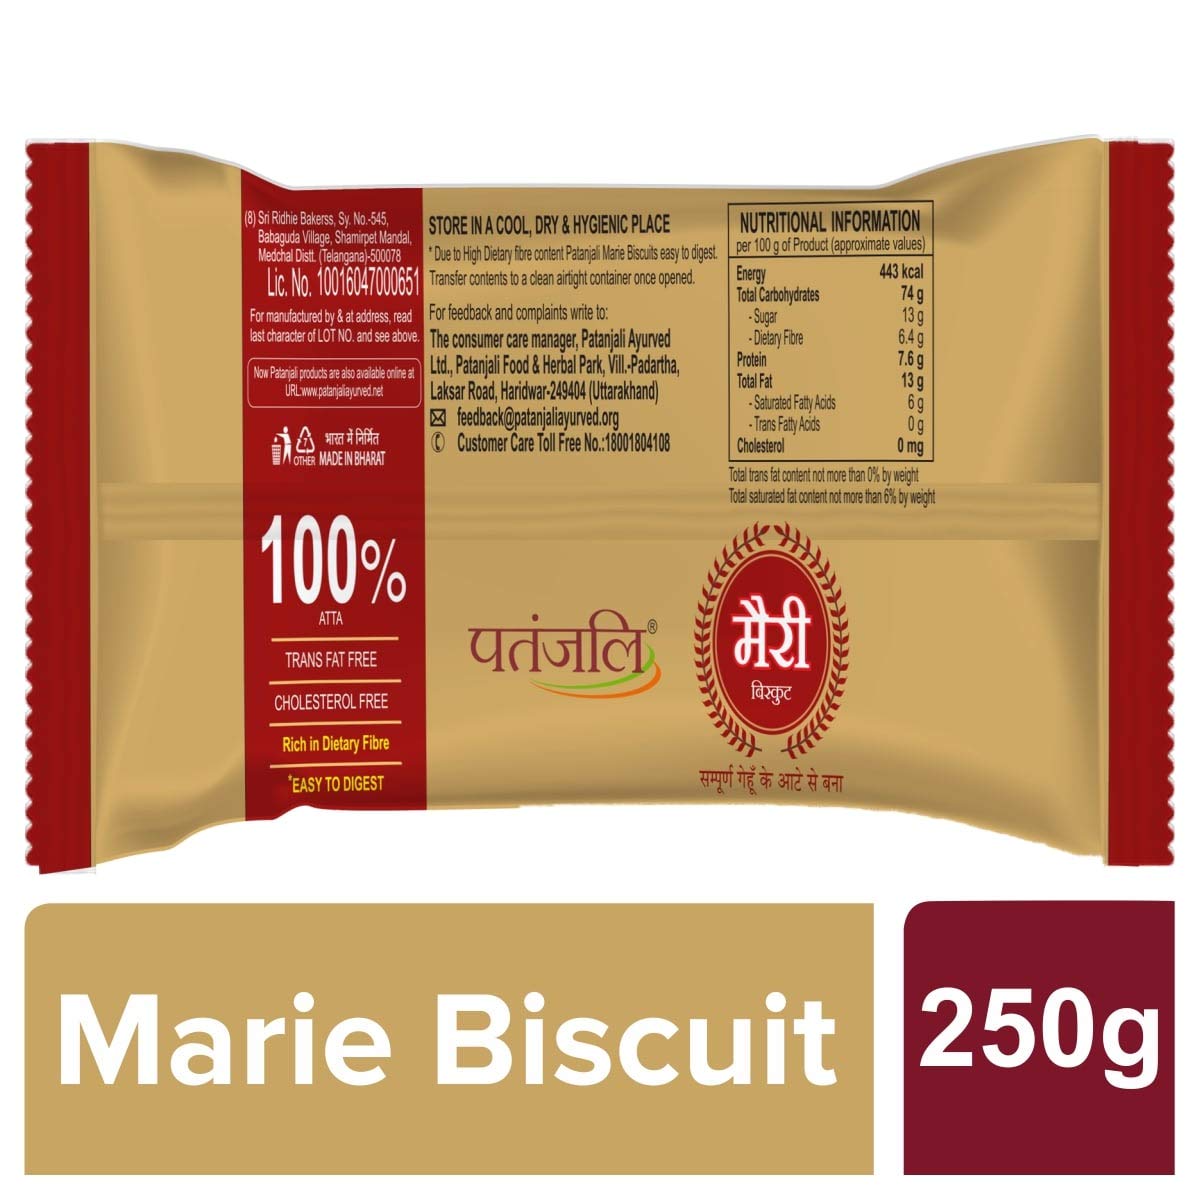 (8) Sri Ridhie Bakerss, Sy. No.-545,
Babaguda Village, Shamirpet Mandal,
Medchal Distt. (Telangana)-500078
Lic. No. 10016047000651
For manufactured by & at address, read
last character of LOT NO. and see above.
Now Patanjali products are also available online at
URL:www.patanjaliayurved.net
7
OTHER
भारत में निर्मित
MADE IN BHARAT
100%
ATTA
TRANS FAT FREE
CHOLESTEROL FREE
Rich in Dietary Fibre
*EASY TO DIGEST
STORE IN A COOL, DRY & HYGIENIC PLACE
* Due to High Dietary fibre content Patanjali Marie Biscuits easy to digest.
Transfer contents to a clean airtight container once opened.
For feedback and complaints write to:
The consumer care manager, Patanjali Ayurved
Ltd., Patanjali Food & Herbal Park, Vill.-Padartha,
Laksar Road, Haridwar-249404 (Uttarakhand)
feedback@patanjaliayurved.org
Customer Care Toll Free No.:18001804108
NUTRITIONAL INFORMATION
per 100 g of Product (approximate values)
Energy 443 kcal
Total Carbohydrates 74 g
- Sugar 13 g
- Dietary Fibre 6.4 g
Protein 7.6 g
Total Fat 13 g
- Saturated Fatty Acids 6 g
- Trans Fatty Acids 0 g
Cholesterol 0 mg
Total trans fat content not more than 0% by weight
Total saturated fat content not more than 6% by weight
पतंजलि®
मैरी
बिस्कुट
सम्पूर्ण गेहूँ के आटे से बना
Marie Biscuit
250g